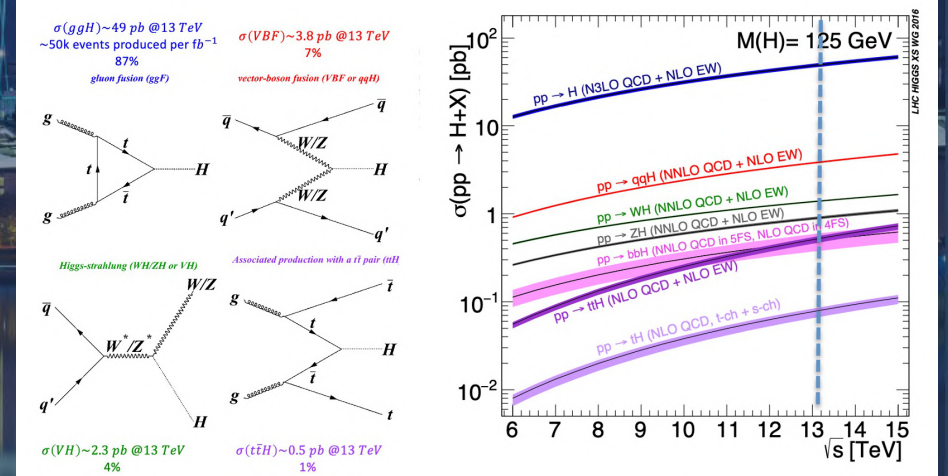 σ(ggH)~49 pb @13 TeV
~50k events produced per fb⁻¹
87%
gluon fusion (ggF)
g
t
t
H
t̄
g
σ(VBF)~3.8 pb @13 TeV
7%
vector-boson fusion (VBF or qqH)
q̄
q̄
W/Z
H
W/Z
q'
q'
Higgs-strahlung (WH/ZH or VH)
W/Z
q̄
W*/Z*
q'
H
σ(VH)~2.3 pb @13 TeV
4%
Associated production with a tt̄ pair (ttH
t̄
g
t
H
t̄
g
t
σ(tt̄H)~0.5 pb @13 TeV
1%
σ(pp → H+X) [pb]
10²
10
1
10⁻¹
10⁻²
M(H)= 125 GeV
pp → H (N3LO QCD + NLO EW)
pp → qqH (NNLO QCD + NLO EW)
pp → WH (NNLO QCD + NLO EW)
pp → ZH (NNLO QCD + NLO EW)
pp → bbH (NNLO QCD in 5FS, NLO QCD in 4FS)
pp → ttH (NLO QCD + NLO EW)
pp → tH (NLO QCD, t-ch + s-ch)
6 7 8 9 10 11 12 13 14 15
√s [TeV]
LHC HIGGS XS WG 2016